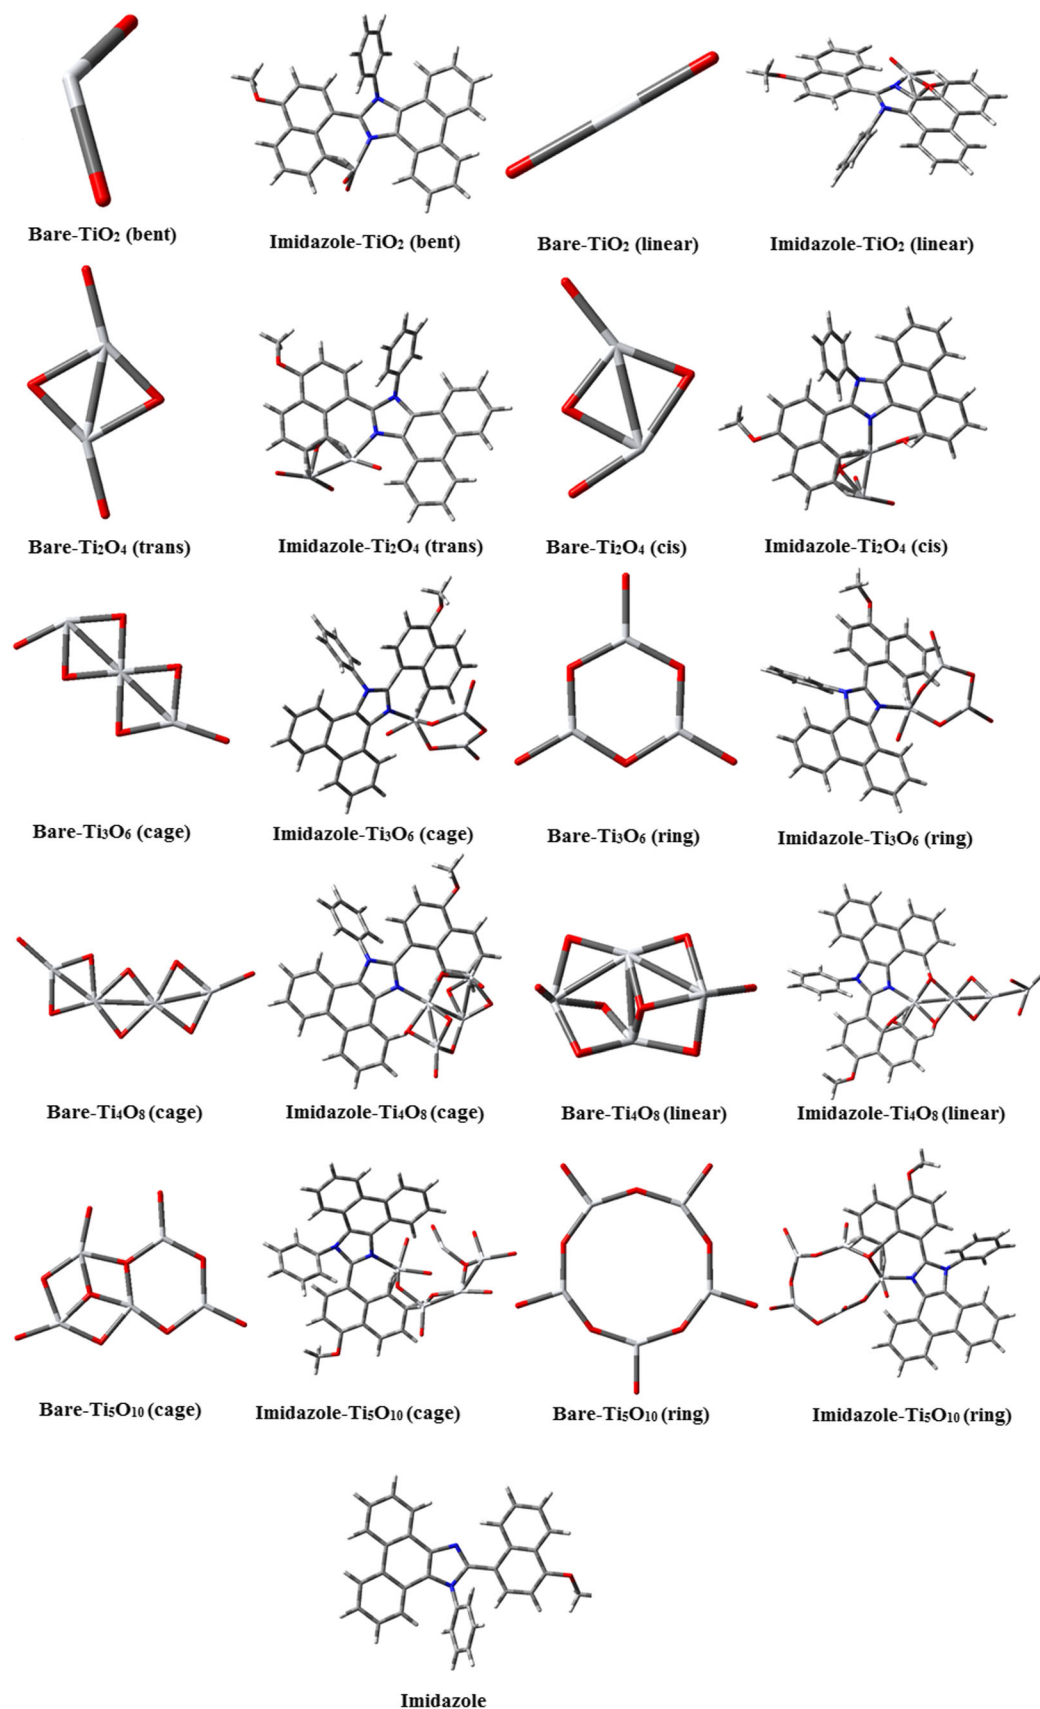 Bare-TiO₂ (bent)
Imidazole-TiO₂ (bent)
Bare-TiO₂ (linear)
Imidazole-TiO₂ (linear)
Bare-Ti₂O₄ (trans)
Imidazole-Ti₂O₄ (trans)
Bare-Ti₂O₄ (cis)
Imidazole-Ti₂O₄ (cis)
Bare-Ti₃O₆ (cage)
Imidazole-Ti₃O₆ (cage)
Bare-Ti₃O₆ (ring)
Imidazole-Ti₃O₆ (ring)
Bare-Ti₄O₈ (cage)
Imidazole-Ti₄O₈ (cage)
Bare-Ti₄O₈ (linear)
Imidazole-Ti₄O₈ (linear)
Bare-Ti₅O₁₀ (cage)
Imidazole-Ti₅O₁₀ (cage)
Bare-Ti₅O₁₀ (ring)
Imidazole-Ti₅O₁₀ (ring)
Imidazole